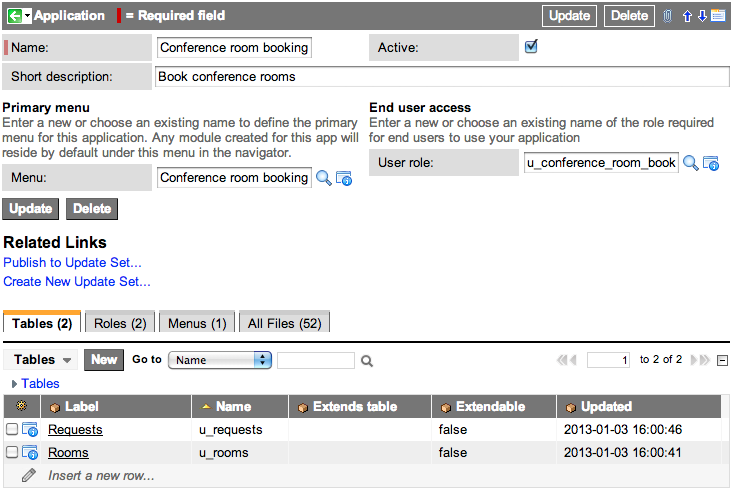 Application = Required field Update Delete
Name: Conference room booking Active:
Short description: Book conference rooms
Primary menu End user access
Enter a new or choose an existing name to define the primary Enter a new or choose an existing name of the role required
menu for this application. Any module created for this app will for end users to use your application
reside by default under this menu in the navigator.
User role: u_conference_room_book
Menu: Conference room booking
Update Delete
Related Links
Publish to Update Set...
Create New Update Set...
Tables (2) Roles (2) Menus (1) All Files (52)
Tables New Go to Name 1 to 2 of 2
Tables
Label Name Extends table Extendable Updated
Requests u_requests false 2013-01-03 16:00:46
Rooms u_rooms false 2013-01-03 16:00:41
Insert a new row...